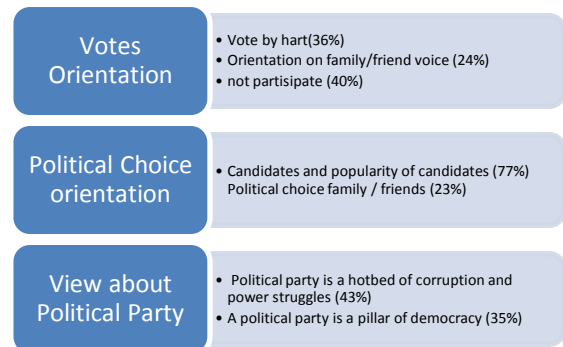 Votes
Orientation
• Vote by hart(36%)
• Orientation on family/friend voice (24%)
• not partisipate (40%)
Political Choice
orientation
• Candidates and popularity of candidates (77%)
Political choice family / friends (23%)
View about
Political Party
• Political party is a hotbed of corruption and
power struggles (43%)
• A political party is a pillar of democracy (35%)